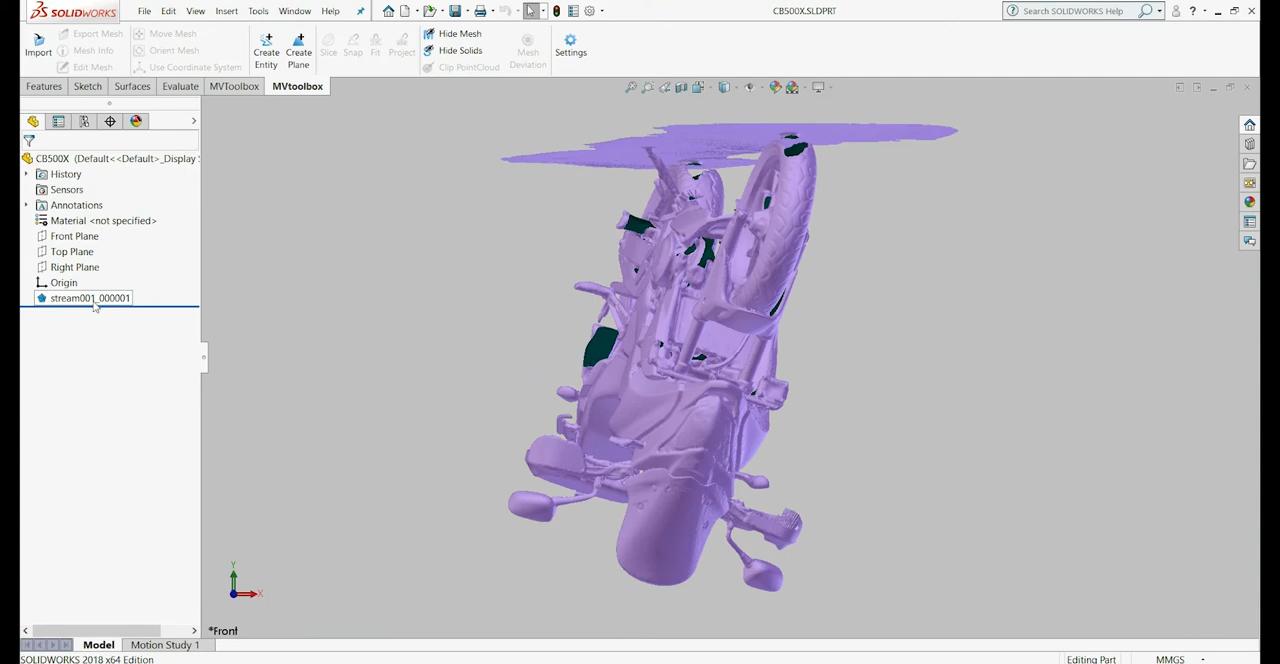 SOLIDWORKS File Edit View Insert Tools Window Help CB500X.SLDPRT Search SOLIDWORKS Help
Import
Export Mesh
Mesh Info
Edit Mesh
Move Mesh
Orient Mesh
Use Coordinate System
Create Entity
Create Plane
Slice
Snap
Fit
Project
Hide Mesh
Hide Solids
Clip PointCloud
Mesh Deviation
Settings
Features Sketch Surfaces Evaluate MVToolbox MVtoolbox
CB500X (Default<<Default>_Display
History
Sensors
Annotations
Material <not specified>
Front Plane
Top Plane
Right Plane
Origin
stream001_000001
Y
X
*Front
Model Motion Study 1
SOLIDWORKS 2018 x64 Edition Editing Part MMGS